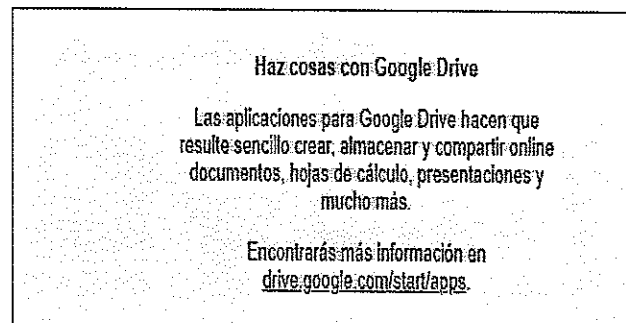 Haz cosas con Google Drive
Las aplicaciones para Google Drive hacen que
resulte sencillo crear, almacenar y compartir online
documentos, hojas de cálculo, presentaciones y
mucho más.
Encontrarás más información en
drive.google.com/start/apps.